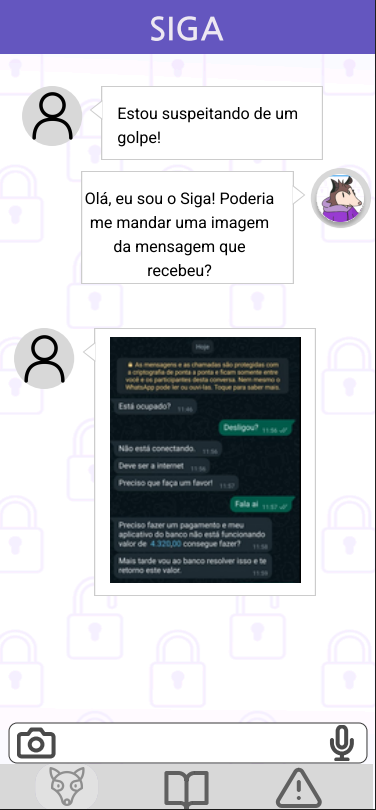 SIGA
Estou suspeitando de um
golpe!
Olá, eu sou o Siga! Poderia
me mandar uma imagem
da mensagem que
recebeu?
Hoje
As mensagens e as chamadas são protegidas com
a criptografia de ponta a ponta e ficam somente entre
você e os participantes desta conversa. Nem mesmo o
WhatsApp pode ler ou ouvi-las. Toque para saber mais.
Está ocupado? 11:46
Desligou? 11:56
Não está conectando. 11:56
Deve ser a internet 11:56
Preciso que faça um favor! 11:57
Fala aí 11:57
Preciso fazer um pagamento e meu
aplicativo do banco não está funcionando
valor de 4.320,00 consegue fazer?
11:58
Mais tarde vou ao banco resolver isso e te
retorno este valor. 11:59